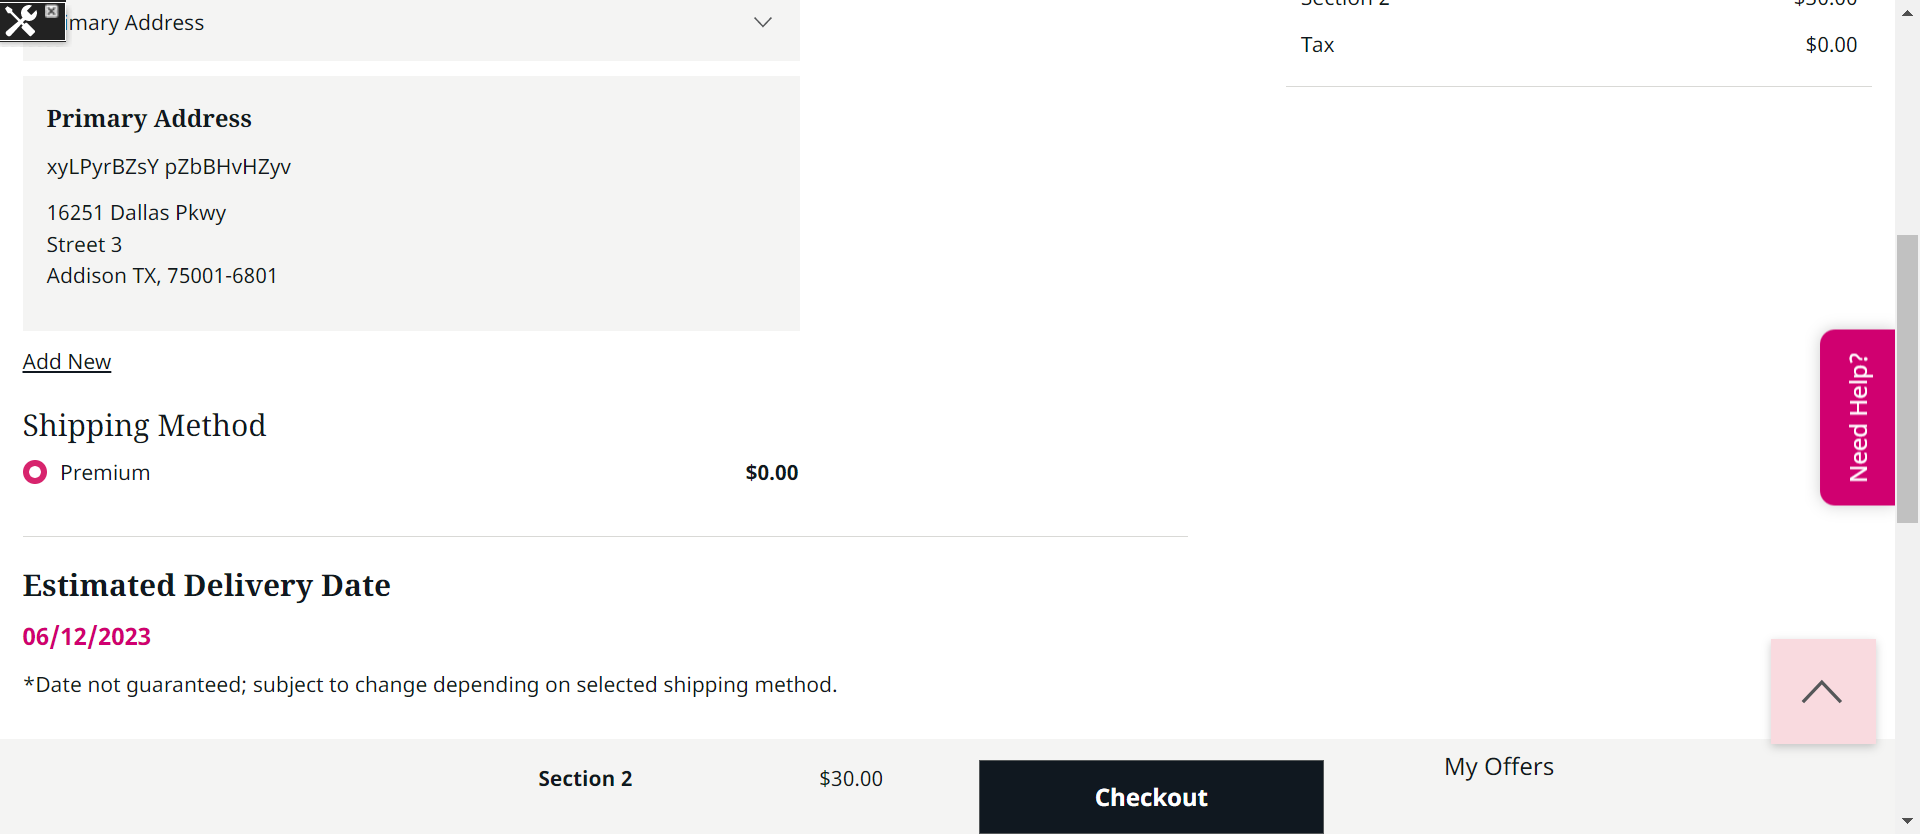 imary Address
Primary Address
xyLPyrBZsY pZbBHvHZyv
16251 Dallas Pkwy
Street 3
Addison TX, 75001-6801
Add New
Shipping Method
Premium $0.00
Estimated Delivery Date
06/12/2023
*Date not guaranteed; subject to change depending on selected shipping method.
Section 2 $30.00
Tax $0.00
Need Help?
Section 2 $30.00
Checkout
My Offers